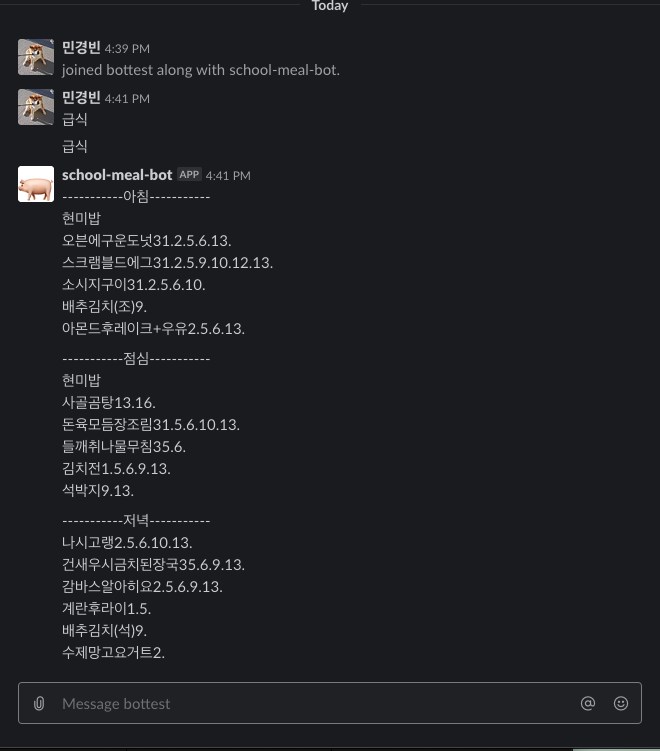 Today
민경빈 4:39 PM
joined bottest along with school-meal-bot.
민경빈 4:41 PM
급식
급식
school-meal-bot APP 4:41 PM
-----------아침-----------
현미밥
오븐에구운도넛31.2.5.6.13.
스크램블드에그31.2.5.9.10.12.13.
소시지구이31.2.5.6.10.
배추김치(조)9.
아몬드후레이크+우유2.5.6.13.
-----------점심-----------
현미밥
사골곰탕13.16.
돈육모듬장조림31.5.6.10.13.
들깨취나물무침35.6.
김치전1.5.6.9.13.
석박지9.13.
-----------저녁-----------
나시고랭2.5.6.10.13.
건새우시금치된장국35.6.9.13.
감바스알아히요2.5.6.9.13.
계란후라이1.5.
배추김치(석)9.
수제망고요거트2.
Message bottest